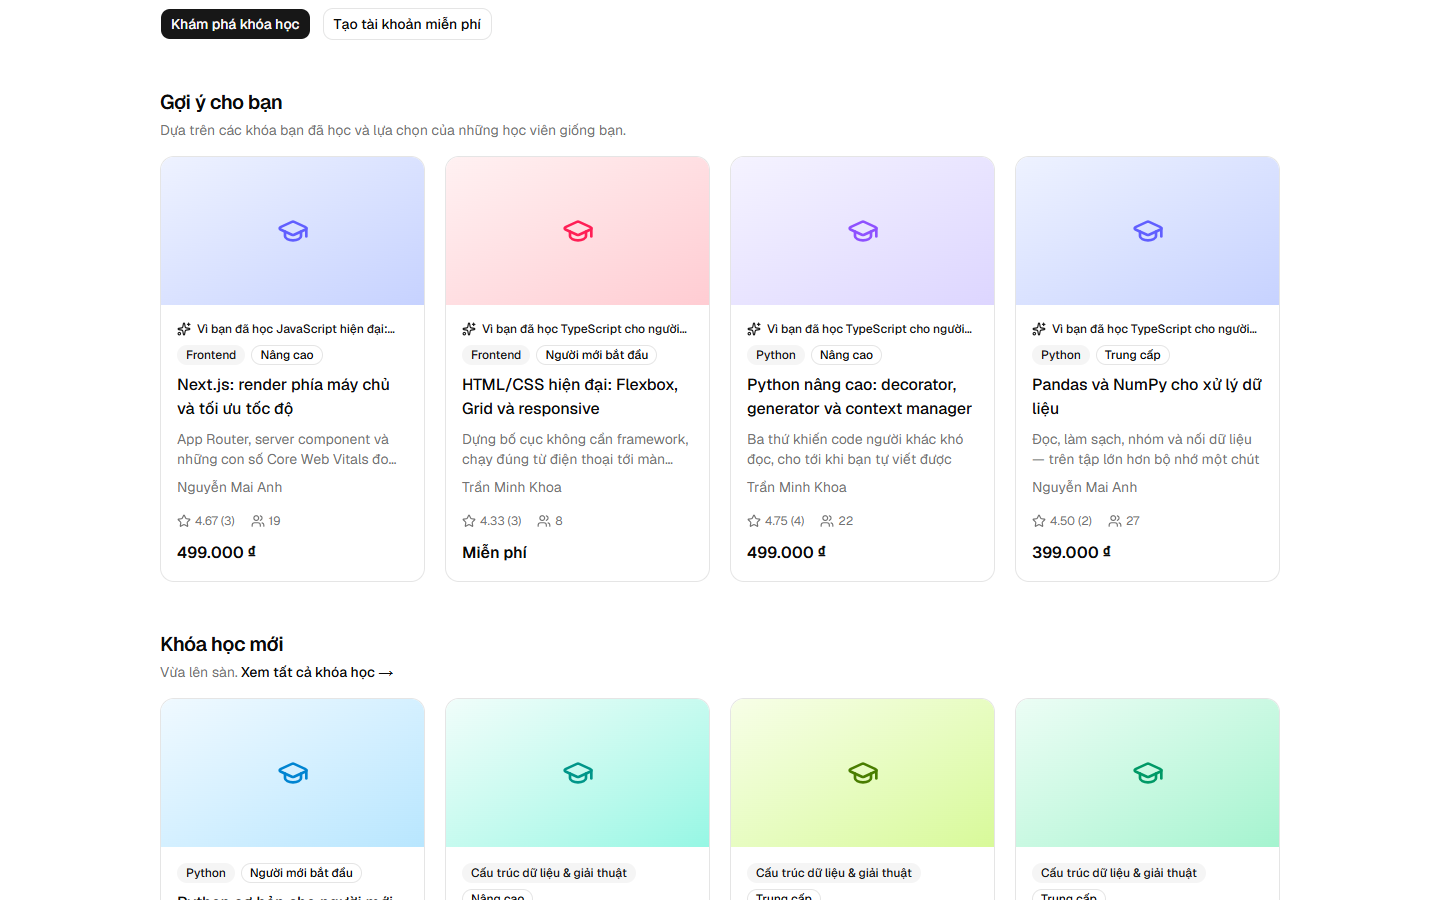 Khám phá khóa học
Tạo tài khoản miễn phí
Gợi ý cho bạn
Dựa trên các khóa bạn đã học và lựa chọn của những học viên giống bạn.
Vì bạn đã học JavaScript hiện đại:...
Frontend
Nâng cao
Next.js: render phía máy chủ
và tối ưu tốc độ
App Router, server component và
những con số Core Web Vitals đo...
Nguyễn Mai Anh
4.67 (3)
19
499.000 ₫
Vì bạn đã học TypeScript cho người...
Frontend
Người mới bắt đầu
HTML/CSS hiện đại: Flexbox,
Grid và responsive
Dựng bố cục không cần framework,
chạy đúng từ điện thoại tới màn...
Trần Minh Khoa
4.33 (3)
8
Miễn phí
Vì bạn đã học TypeScript cho người...
Python
Nâng cao
Python nâng cao: decorator,
generator và context manager
Ba thứ khiến code người khác khó
đọc, cho tới khi bạn tự viết được
Trần Minh Khoa
4.75 (4)
22
499.000 ₫
Vì bạn đã học TypeScript cho người...
Python
Trung cấp
Pandas và NumPy cho xử lý dữ
liệu
Đọc, làm sạch, nhóm và nối dữ liệu
— trên tập lớn hơn bộ nhớ một chút
Nguyễn Mai Anh
4.50 (2)
27
399.000 ₫
Khóa học mới
Vừa lên sàn. Xem tất cả khóa học →
Python
Người mới bắt đầu
Python cơ bản cho người mới
Cấu trúc dữ liệu & giải thuật
Nâng cao
Cấu trúc dữ liệu & giải thuật
Trung cấp
Cấu trúc dữ liệu & giải thuật
Trung cấp